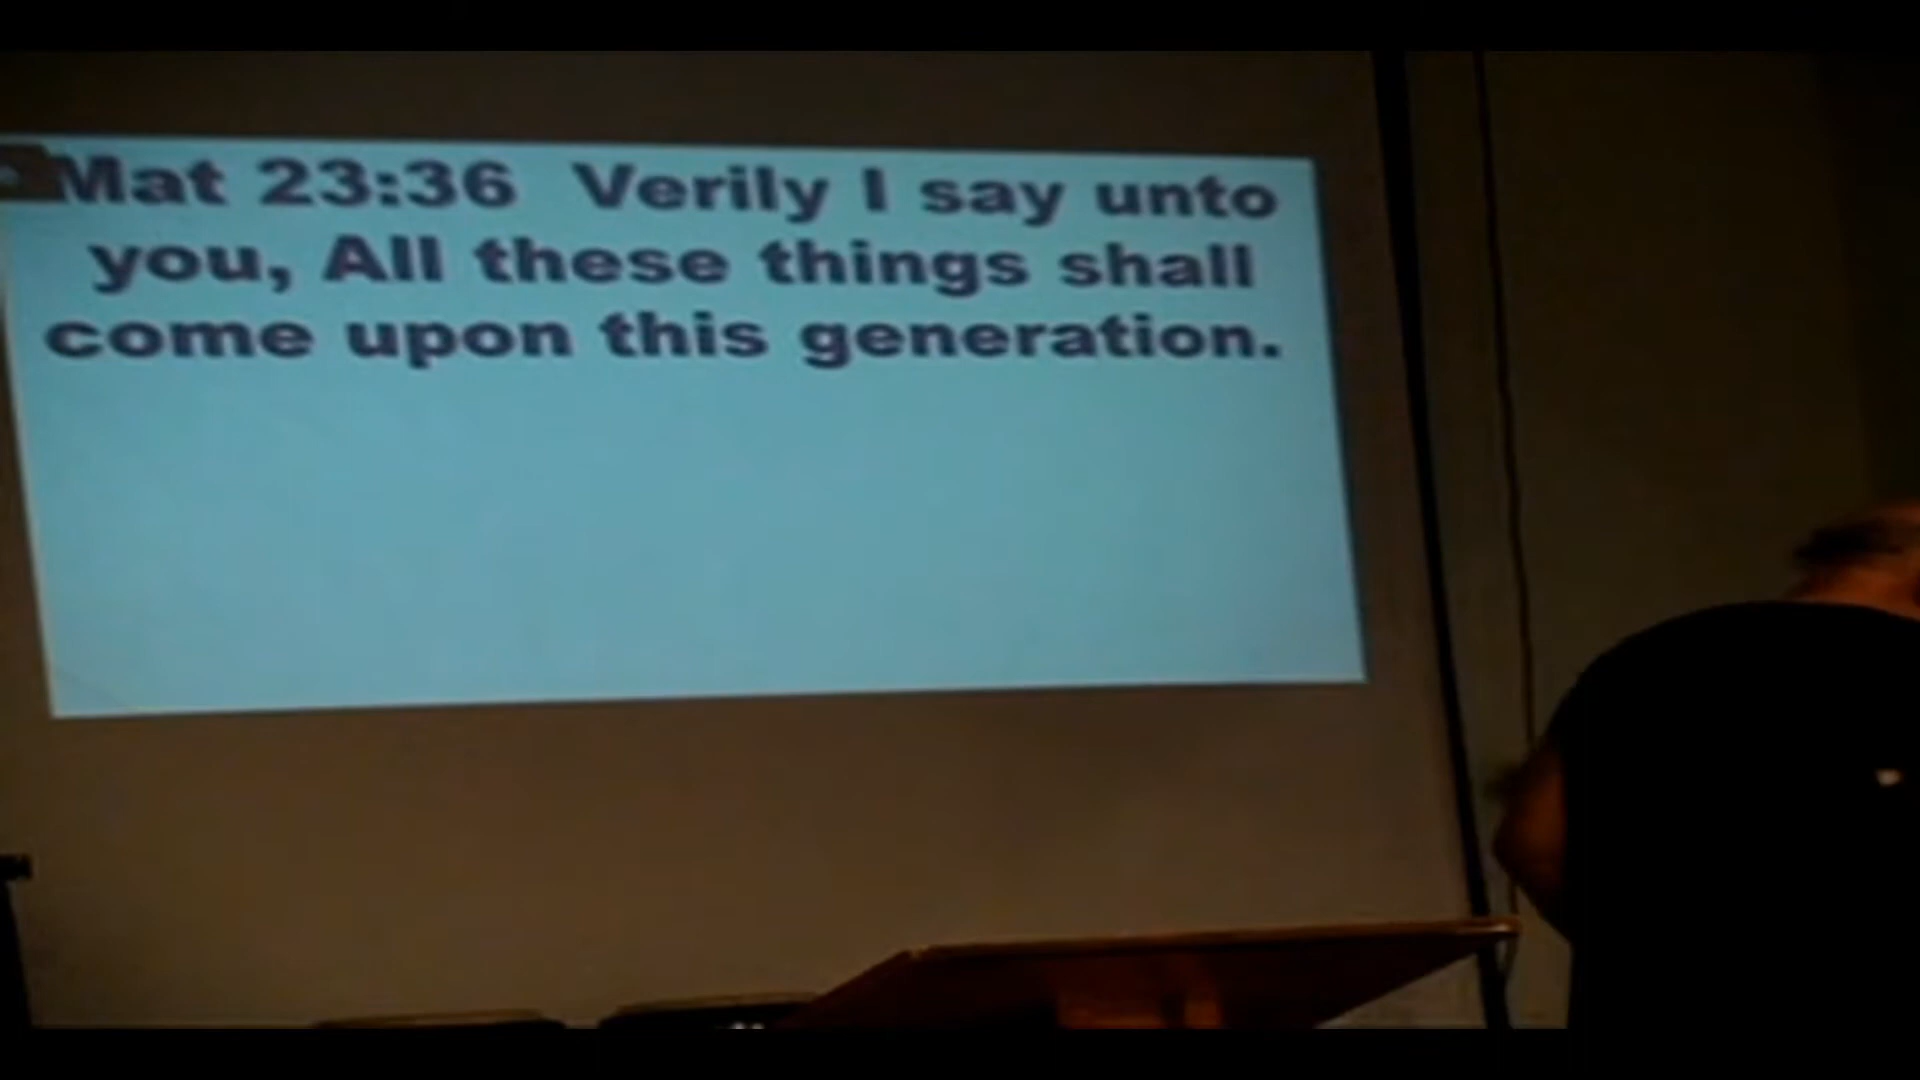 Mat 23:36  Verily I say unto
you, All these things shall
come upon this generation.